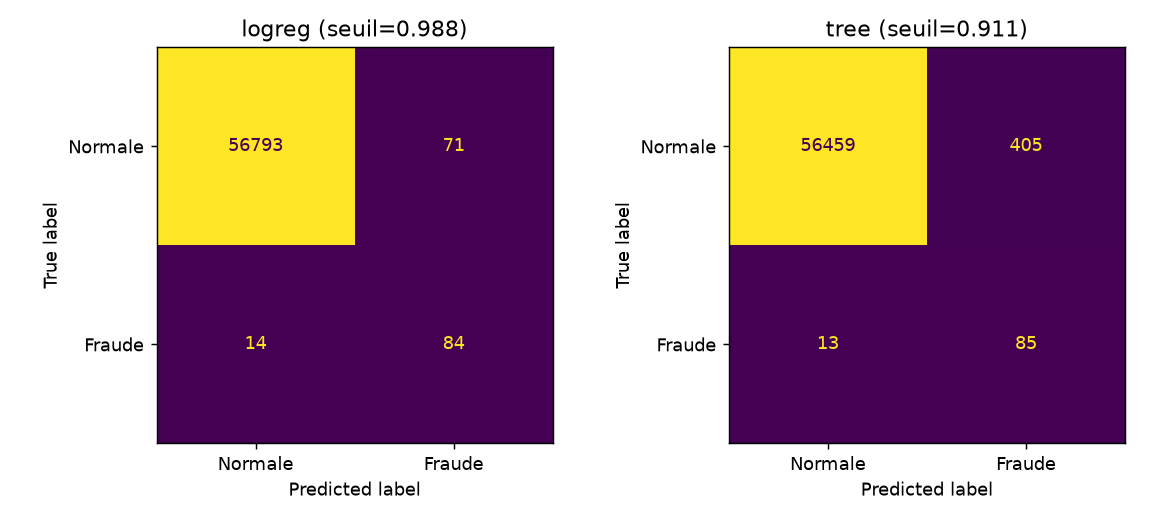 logreg (seuil=0.988)
Normale
56793
71
True label
Fraude
14
84
Normale
Fraude
Predicted label
tree (seuil=0.911)
Normale
56459
405
True label
Fraude
13
85
Normale
Fraude
Predicted label